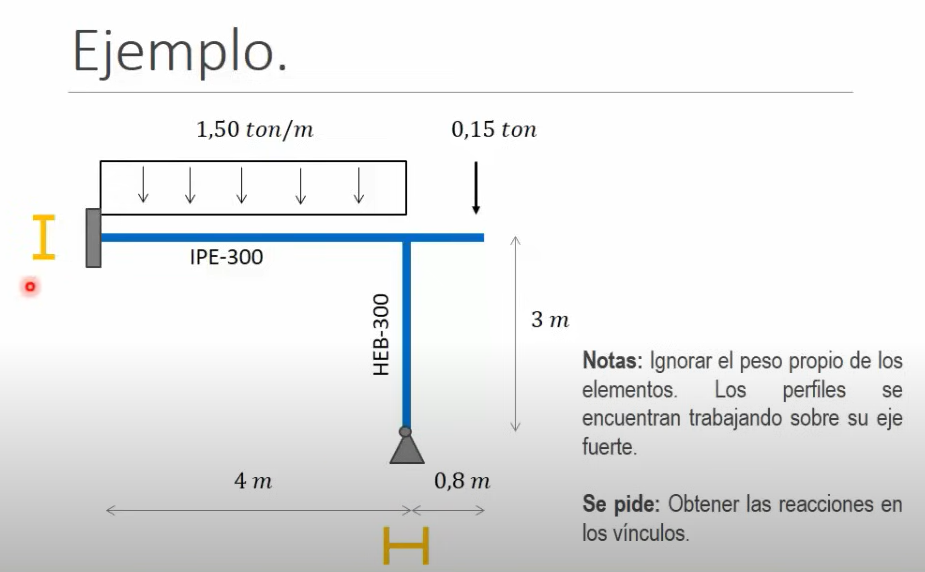 Ejemplo.
1,50 ton/m
0,15 ton
IPE-300
HEB-300
3 m
Notas: Ignorar el peso propio de los
elementos. Los perfiles se
encuentran trabajando sobre su eje
fuerte.
4 m
0,8 m
Se pide: Obtener las reacciones en
los vínculos.